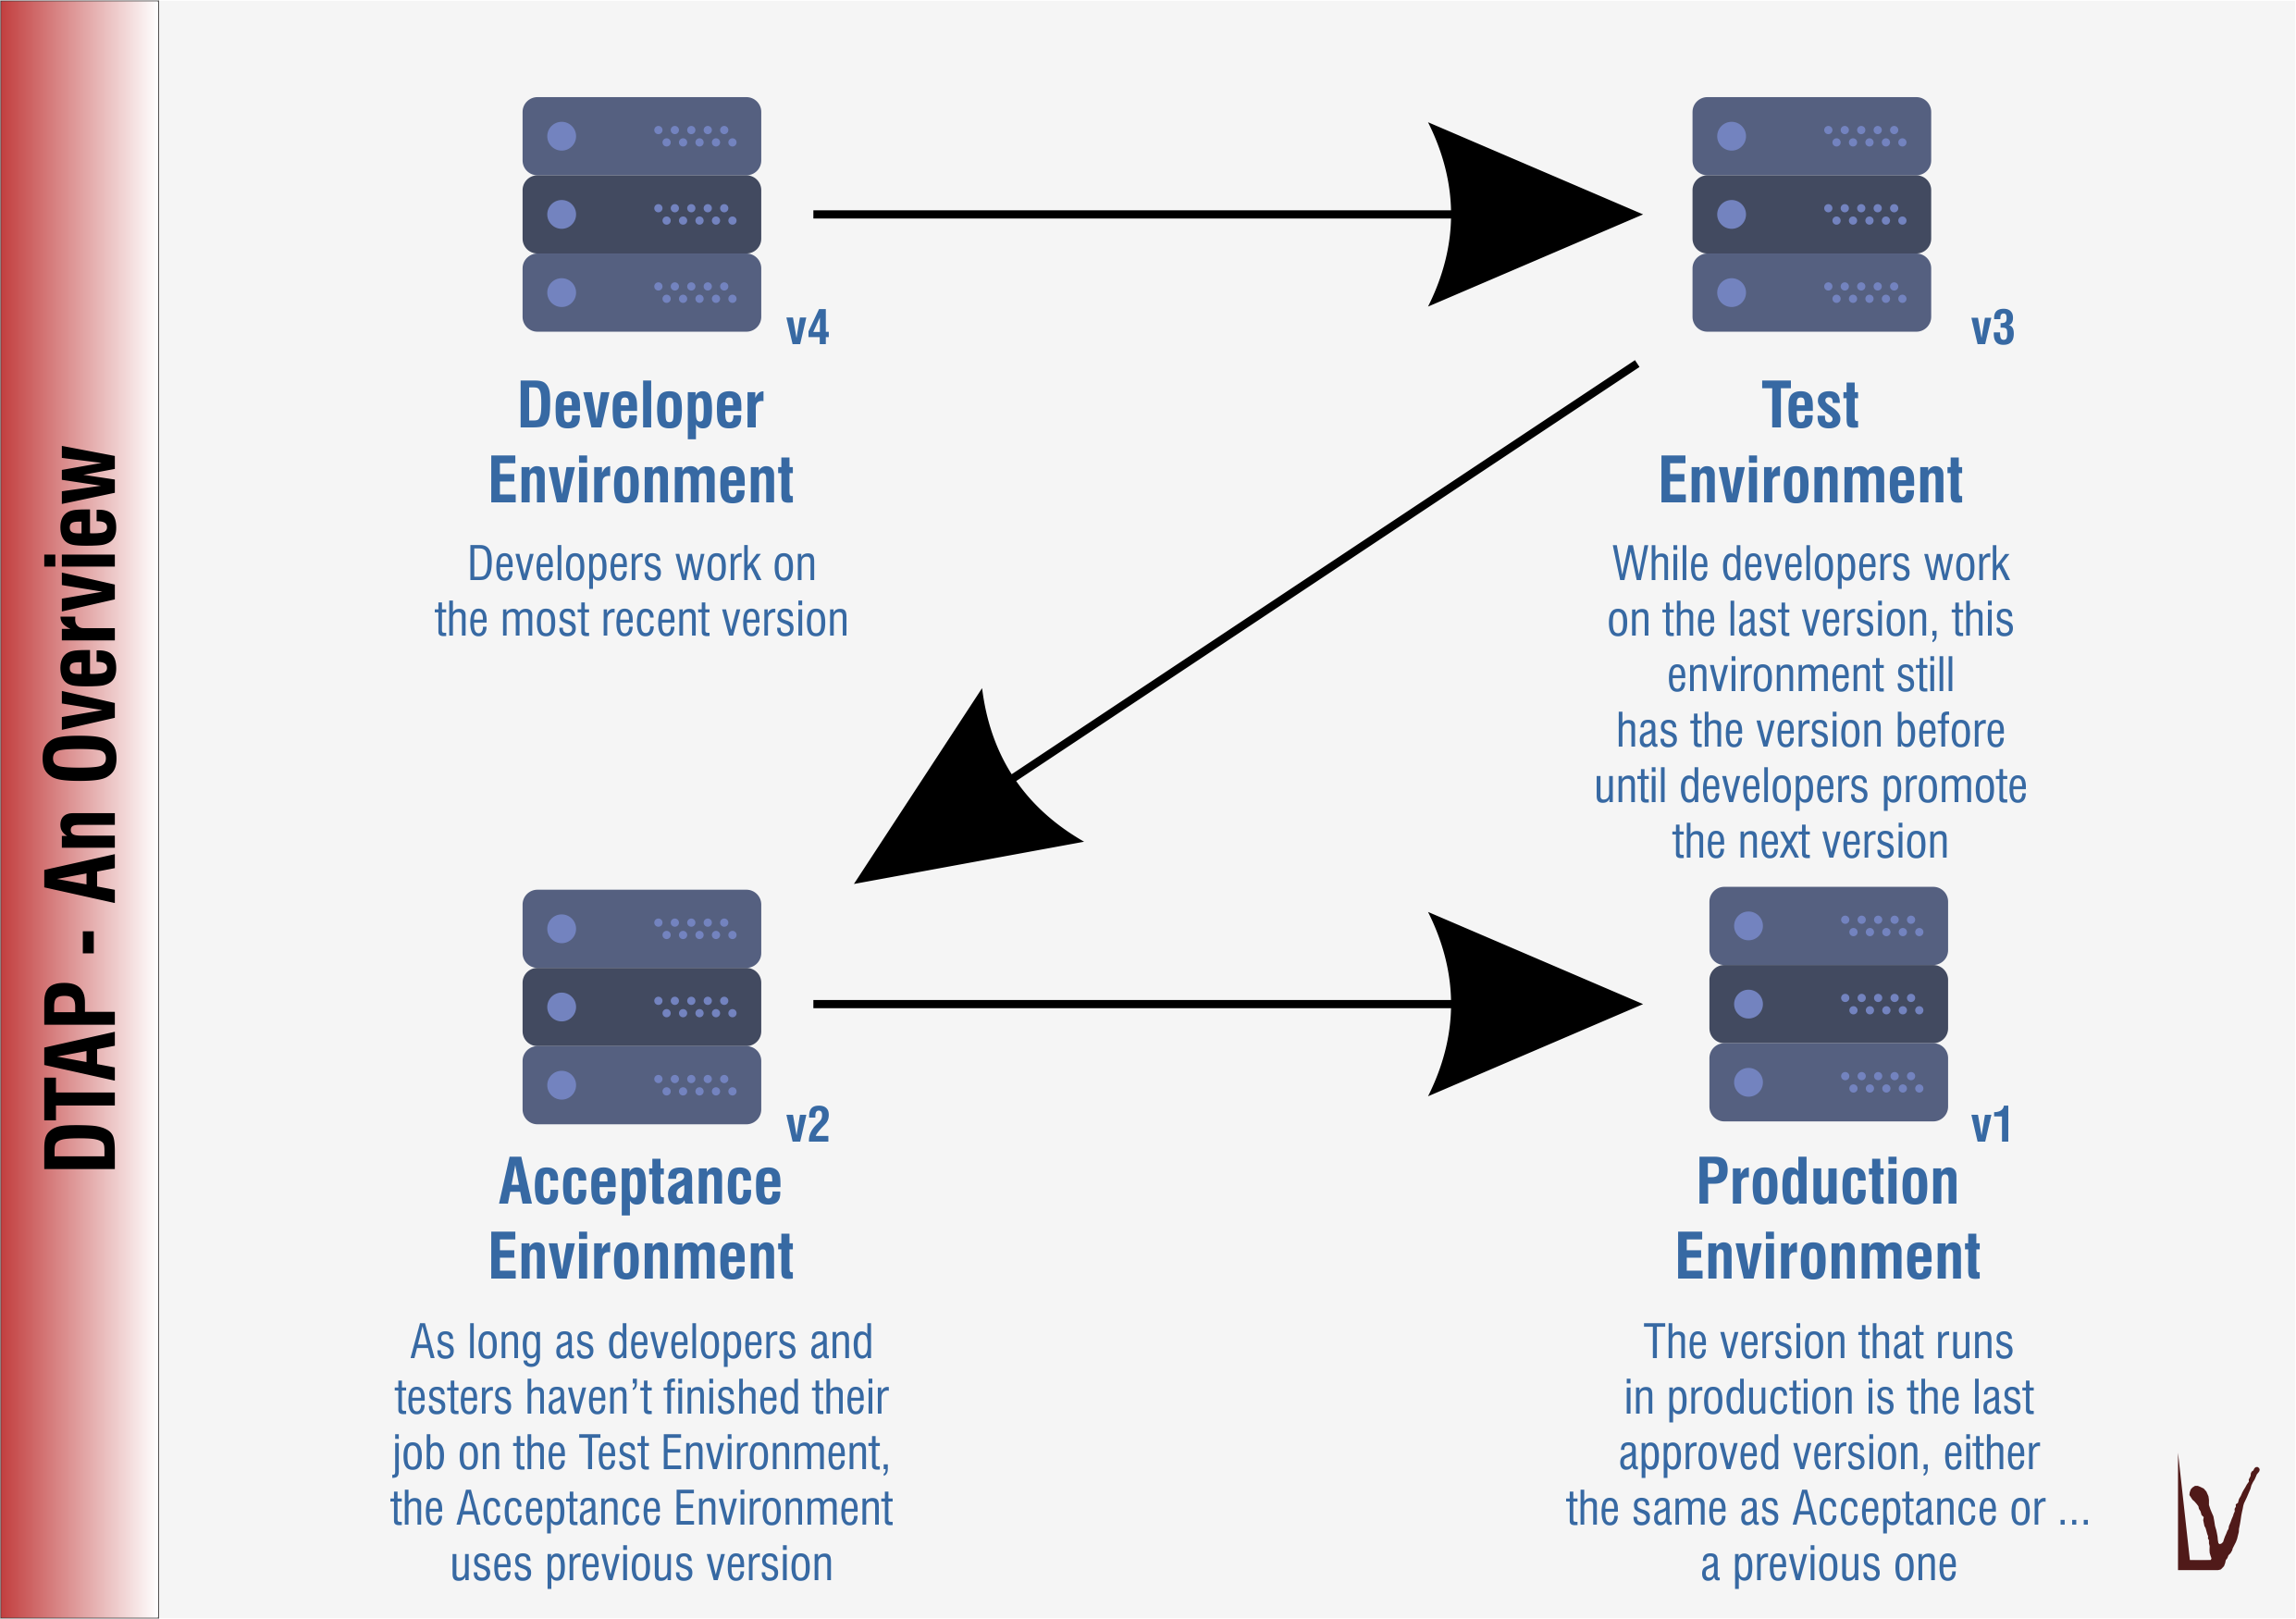 DTAP - An Overview
v4
Developer
Environment
Developers work on
the most recent version
v3
Test
Environment
While developers work
on the last version, this
environment still
has the version before
until developers promote
the next version
v2
Acceptance
Environment
As long as developers and
testers haven’t finished their
job on the Test Environment,
the Acceptance Environment
uses previous version
v1
Production
Environment
The version that runs
in production is the last
approved version, either
the same as Acceptance or ...
a previous one
LV